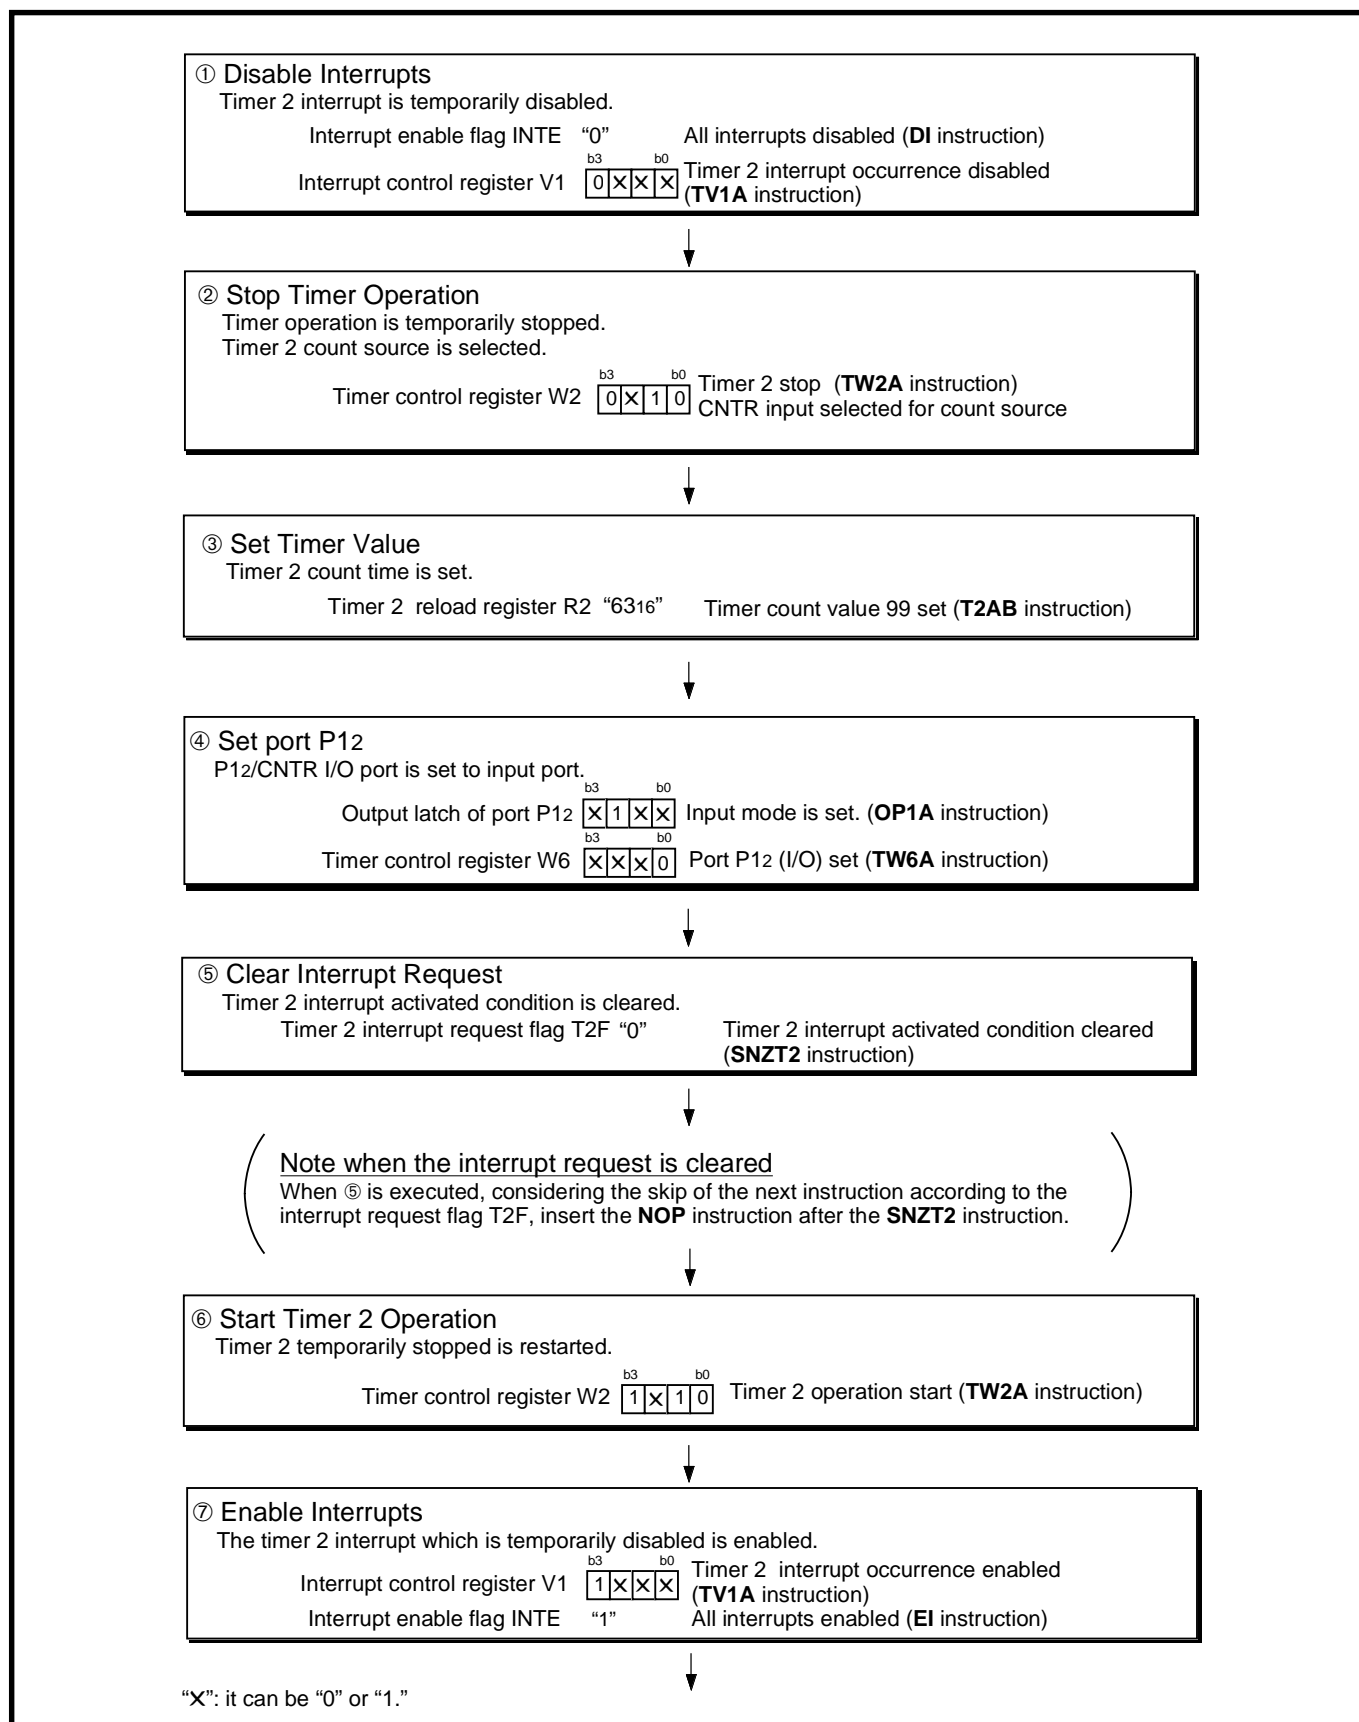 ① Disable Interrupts
Timer 2 interrupt is temporarily disabled.
Interrupt enable flag INTE “0” All interrupts disabled (DI instruction)
b3 b0
Interrupt control register V1 0 X X X Timer 2 interrupt occurrence disabled
(TV1A instruction)
② Stop Timer Operation
Timer operation is temporarily stopped.
Timer 2 count source is selected.
b3 b0
Timer control register W2 0 X 1 0 Timer 2 stop (TW2A instruction)
CNTR input selected for count source
③ Set Timer Value
Timer 2 count time is set.
Timer 2 reload register R2 “6316” Timer count value 99 set (T2AB instruction)
④ Set port P12
P12/CNTR I/O port is set to input port.
b3 b0
Output latch of port P12 X 1 X X Input mode is set. (OP1A instruction)
b3 b0
Timer control register W6 X X X 0 Port P12 (I/O) set (TW6A instruction)
⑤ Clear Interrupt Request
Timer 2 interrupt activated condition is cleared.
Timer 2 interrupt request flag T2F “0” Timer 2 interrupt activated condition cleared
(SNZT2 instruction)
Note when the interrupt request is cleared
When ⑤ is executed, considering the skip of the next instruction according to the
interrupt request flag T2F, insert the NOP instruction after the SNZT2 instruction.
⑥ Start Timer 2 Operation
Timer 2 temporarily stopped is restarted.
b3 b0
Timer control register W2 1 X 1 0 Timer 2 operation start (TW2A instruction)
⑦ Enable Interrupts
The timer 2 interrupt which is temporarily disabled is enabled.
b3 b0
Interrupt control register V1 1 X X X Timer 2 interrupt occurrence enabled
(TV1A instruction)
Interrupt enable flag INTE “1” All interrupts enabled (EI instruction)
“X”: it can be “0” or “1.”